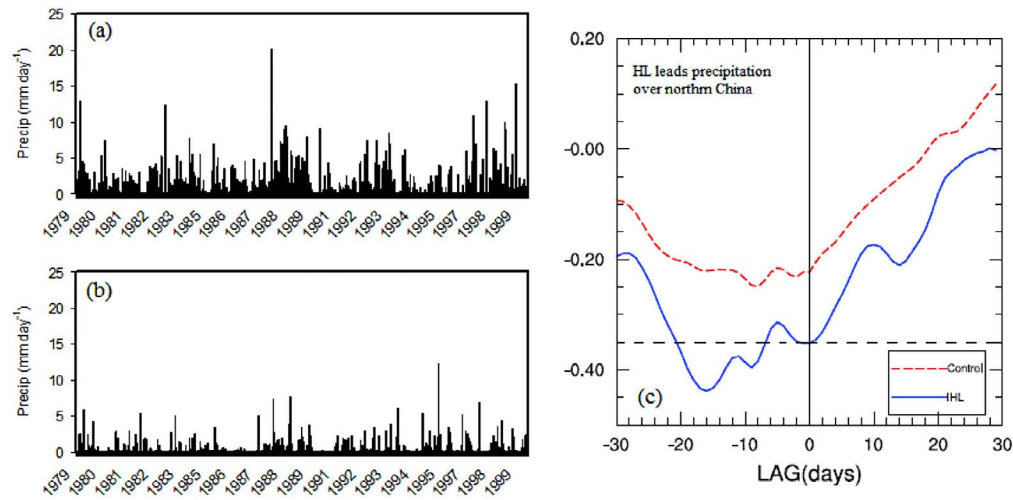 (a)
Precip (mm day-1)
25
20
15
10
5
0
1979 1980 1981 1982 1983 1985 1986 1987 1988 1989 1991 1992 1993 1994 1995 1997 1998 1999
(b)
Precip (mm day-1)
25
20
15
10
5
0
1979 1980 1981 1982 1983 1985 1986 1987 1988 1989 1991 1992 1993 1994 1995 1997 1998 1999
HL leads precipitation
over northrn China
0.20
-0.00
-0.20
-0.40
(c)
Control
IHL
-30 -20 -10 0 10 20 30
LAG(days)